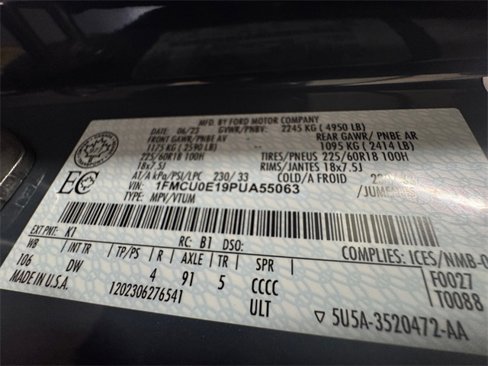 MFD. BY FORD MOTOR COMPANY
DATE: 06/23 GVWR/PNBV: 2245 KG ( 4950 LB)
FRONT GAWR/PNBE AV REAR GAWR/ PNBE AR
1175 KG ( 2590 LB) 1095 KG ( 2414 LB)
225/60R18 100H TIRES/PNEUS 225/60R18 100H
18x7.5J RIMS/JANTES 18x7.5J
AT/A kPa/PSI/LPC 230/ 33 COLD/A FROID
VIN: 1FMCU0E19PUA55063
TYPE: MPV/VTUM
EXT PNT: K1 RC: B1 DSO: COMPLIES: ICES/NMB-0
WB INT TR TP/PS R AXLE TR SPR F0027
106 DW 4 91 5 CCCC T0088
MADE IN U.S.A. 1202306276541 ULT ▽ 5U5A-3520472-AA